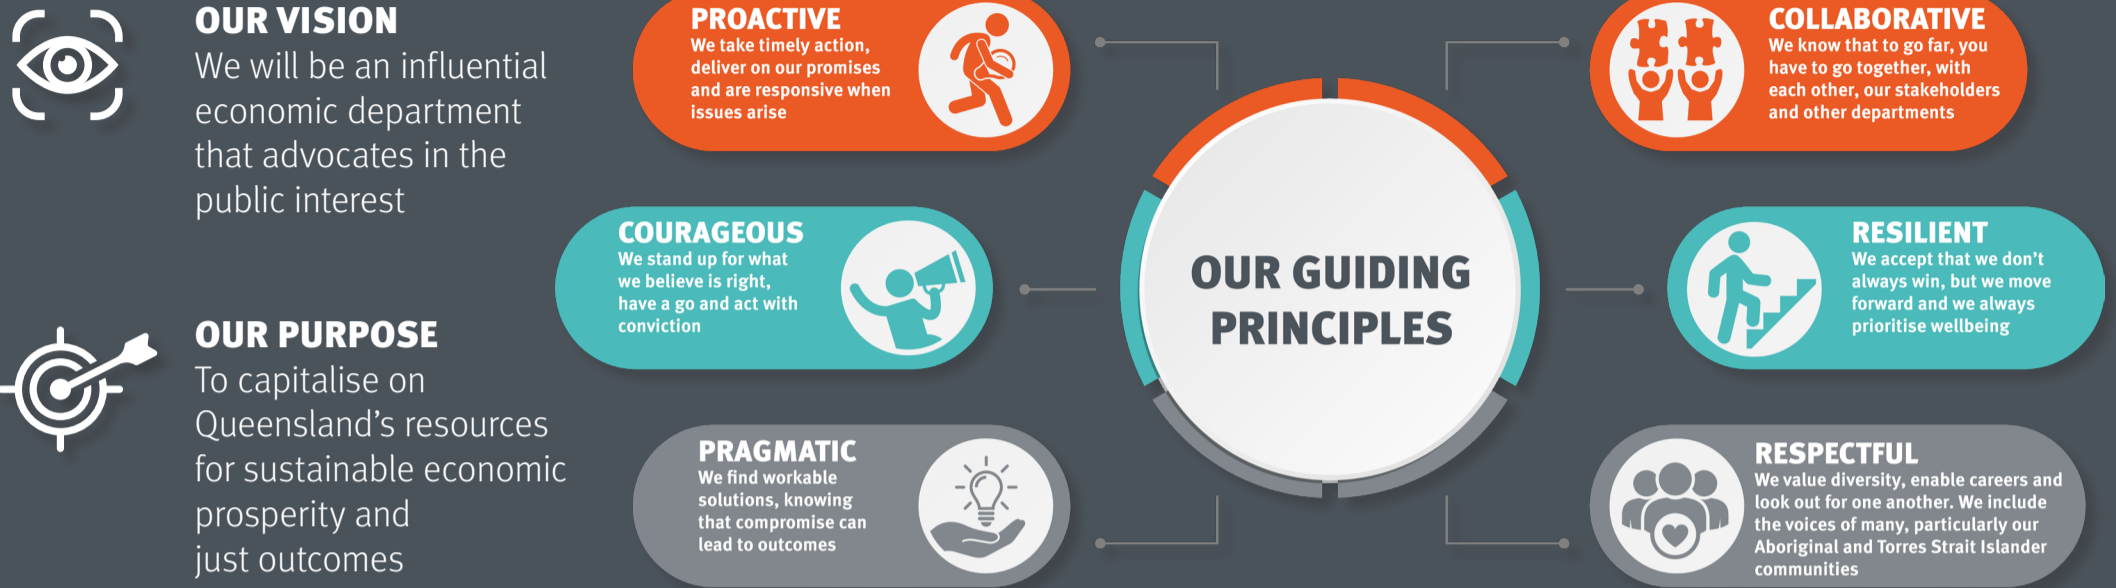 OUR VISION
We will be an influential
economic department
that advocates in the
public interest
OUR PURPOSE
To capitalise on
Queensland’s resources
for sustainable economic
prosperity and
just outcomes
PROACTIVE
We take timely action,
deliver on our promises
and are responsive when
issues arise
COURAGEOUS
We stand up for what
we believe is right,
have a go and act with
conviction
PRAGMATIC
We find workable
solutions, knowing
that compromise can
lead to outcomes
OUR GUIDING
PRINCIPLES
COLLABORATIVE
We know that to go far, you
have to go together, with
each other, our stakeholders
and other departments
RESILIENT
We accept that we don’t
always win, but we move
forward and we always
prioritise wellbeing
RESPECTFUL
We value diversity, enable careers and
look out for one another. We include
the voices of many, particularly our
Aboriginal and Torres Strait Islander
communities